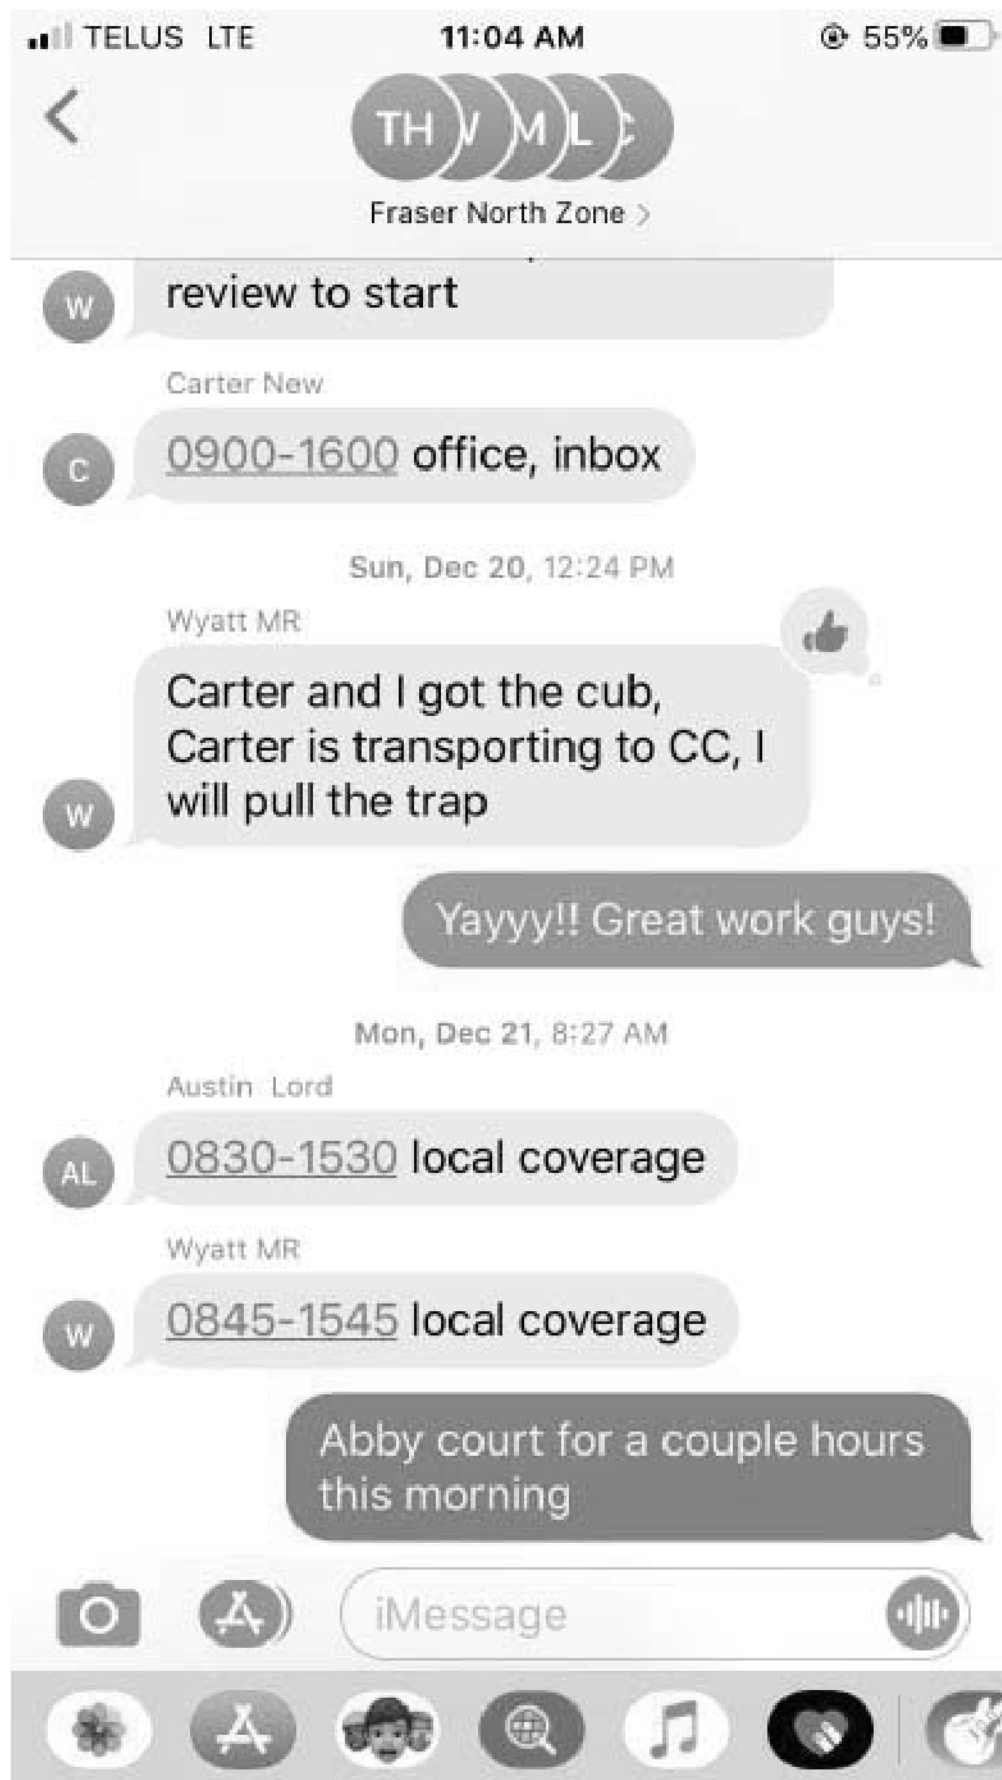 TELUS LTE 11:04 AM 55%
TH V M L C
Fraser North Zone >
review to start
W
Carter New
0900-1600 office, inbox
C
Sun, Dec 20, 12:24 PM
Wyatt MR
Carter and I got the cub,
Carter is transporting to CC, I
will pull the trap
W
Yayyy!! Great work guys!
Mon, Dec 21, 8:27 AM
Austin Lord
0830-1530 local coverage
AL
Wyatt MR
0845-1545 local coverage
W
Abby court for a couple hours
this morning
iMessage